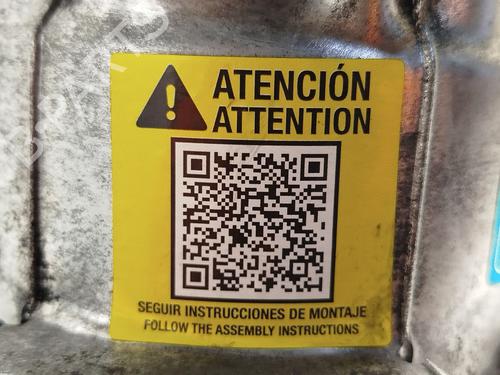 ATENCIÓN
ATTENTION
SEGUIR INSTRUCCIONES DE MONTAJE
FOLLOW THE ASSEMBLY INSTRUCTIONS